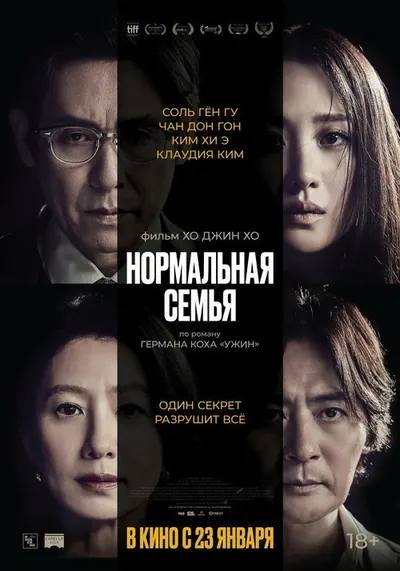 tiff
СОЛЬ ГЁН ГУ
ЧАН ДОН ГОН
КИМ ХИ Э
КЛАУДИЯ КИМ
фильм ХО ДЖИН ХО
НОРМАЛЬНАЯ
СЕМЬЯ
по роману
ГЕРМАНА КОХА «УЖИН»
ОДИН СЕКРЕТ
РАЗРУШИТ ВСЁ
В КИНО С 23 ЯНВАРЯ
18+